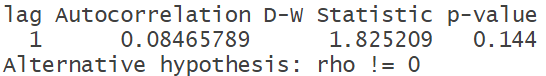 lag Autocorrelation D-W Statistic p-value
1 0.08465789 1.825209 0.144
Alternative hypothesis: rho != 0